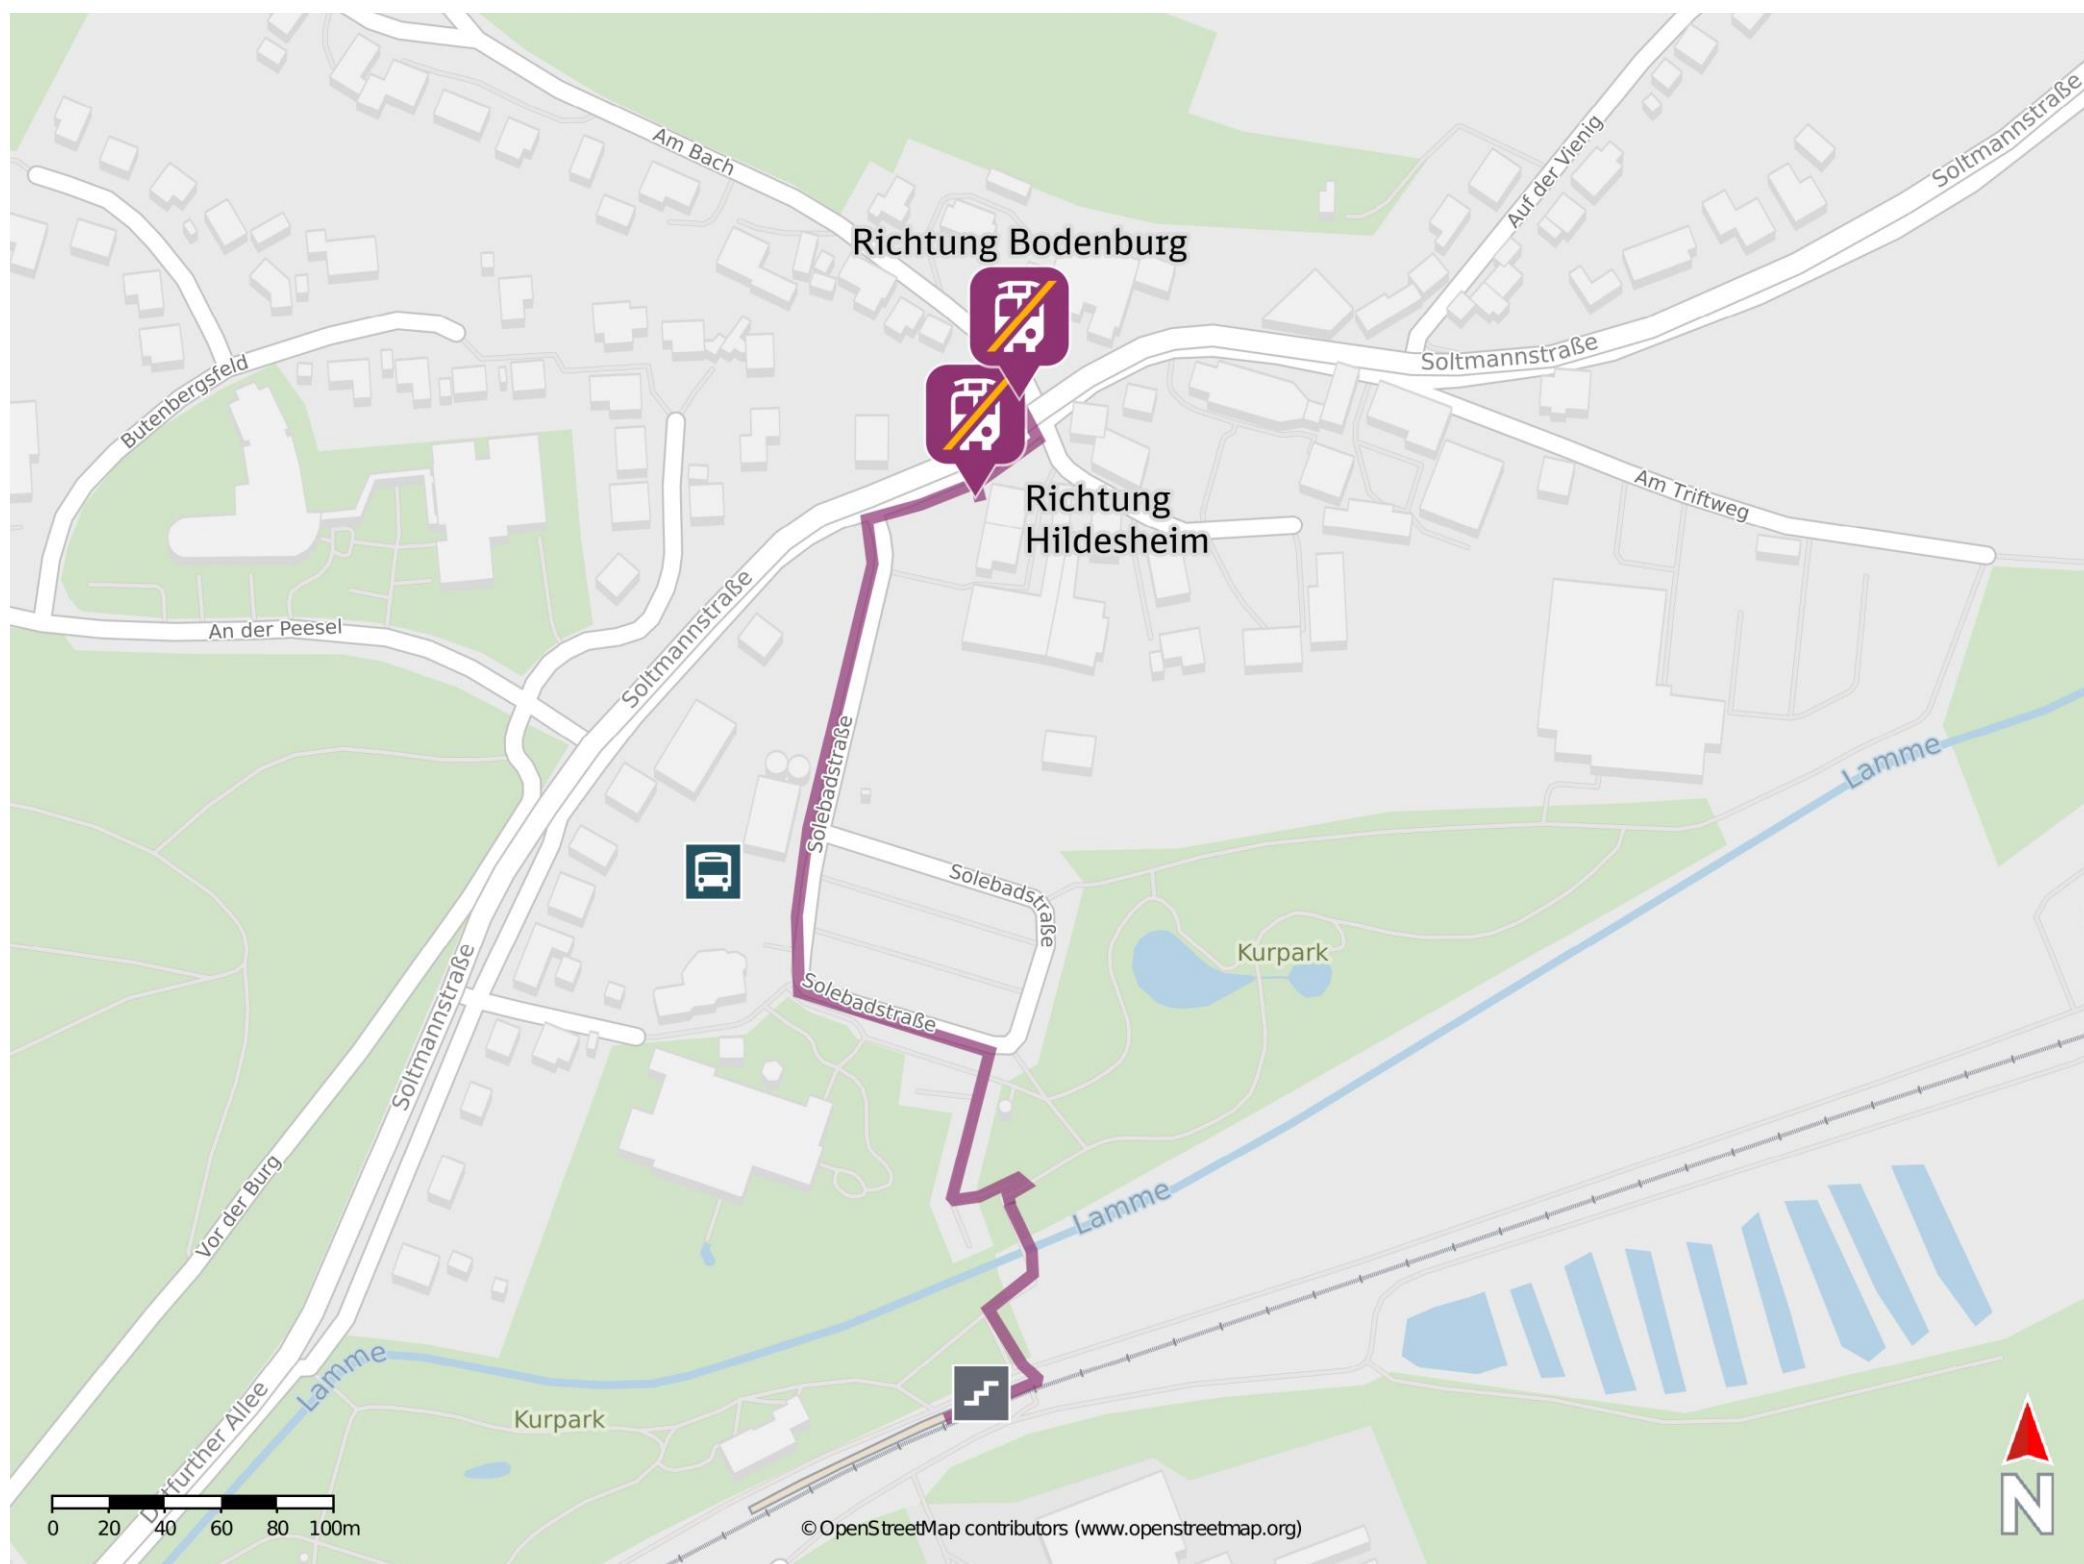 Am Bach
Auf der Vienig
Soltmannstraße
Richtung Bodenburg
Soltmannstraße
Butenbergsfeld
Richtung
Hildesheim
Am Triftweg
An der Peesel
Soltmannstraße
Solebadstraße
Lamme
Solebadstraße
Kurpark
Solebadstraße
Soltmannstraße
Vor der Burg
Lamme
Lamme
Kurpark
0 20 40 60 80 100m
© OpenStreetMap contributors (www.openstreetmap.org)
N